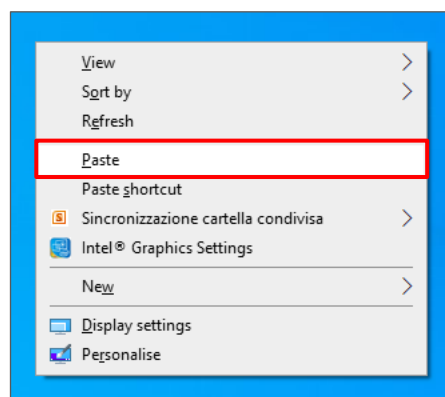 View
Sort by
Refresh
Paste
Paste shortcut
Sincronizzazione cartella condivisa
Intel® Graphics Settings
New
Display settings
Personalise